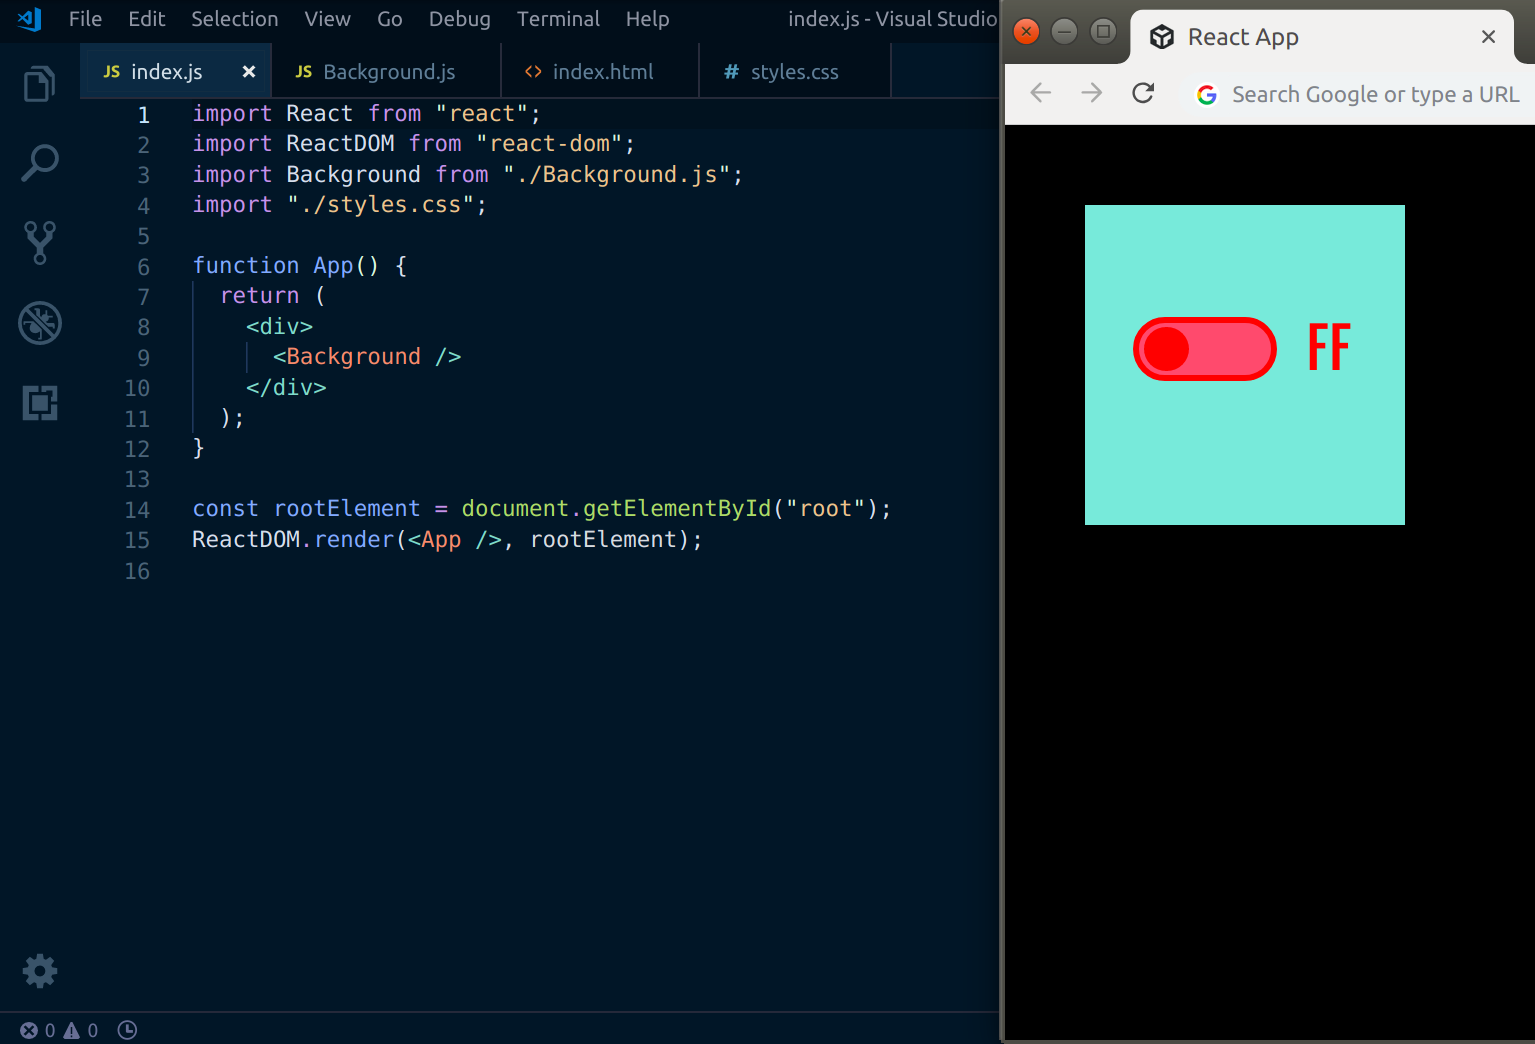 File Edit Selection View Go Debug Terminal Help index.js - Visual Studio
JS index.js JS Background.js <> index.html # styles.css
1 import React from "react";
2 import ReactDOM from "react-dom";
3 import Background from "./Background.js";
4 import "./styles.css";
5
6 function App() {
7 return (
8 <div>
9 <Background />
10 </div>
11 );
12 }
13
14 const rootElement = document.getElementById("root");
15 ReactDOM.render(<App />, rootElement);
16
0 0
React App
Search Google or type a URL
FF